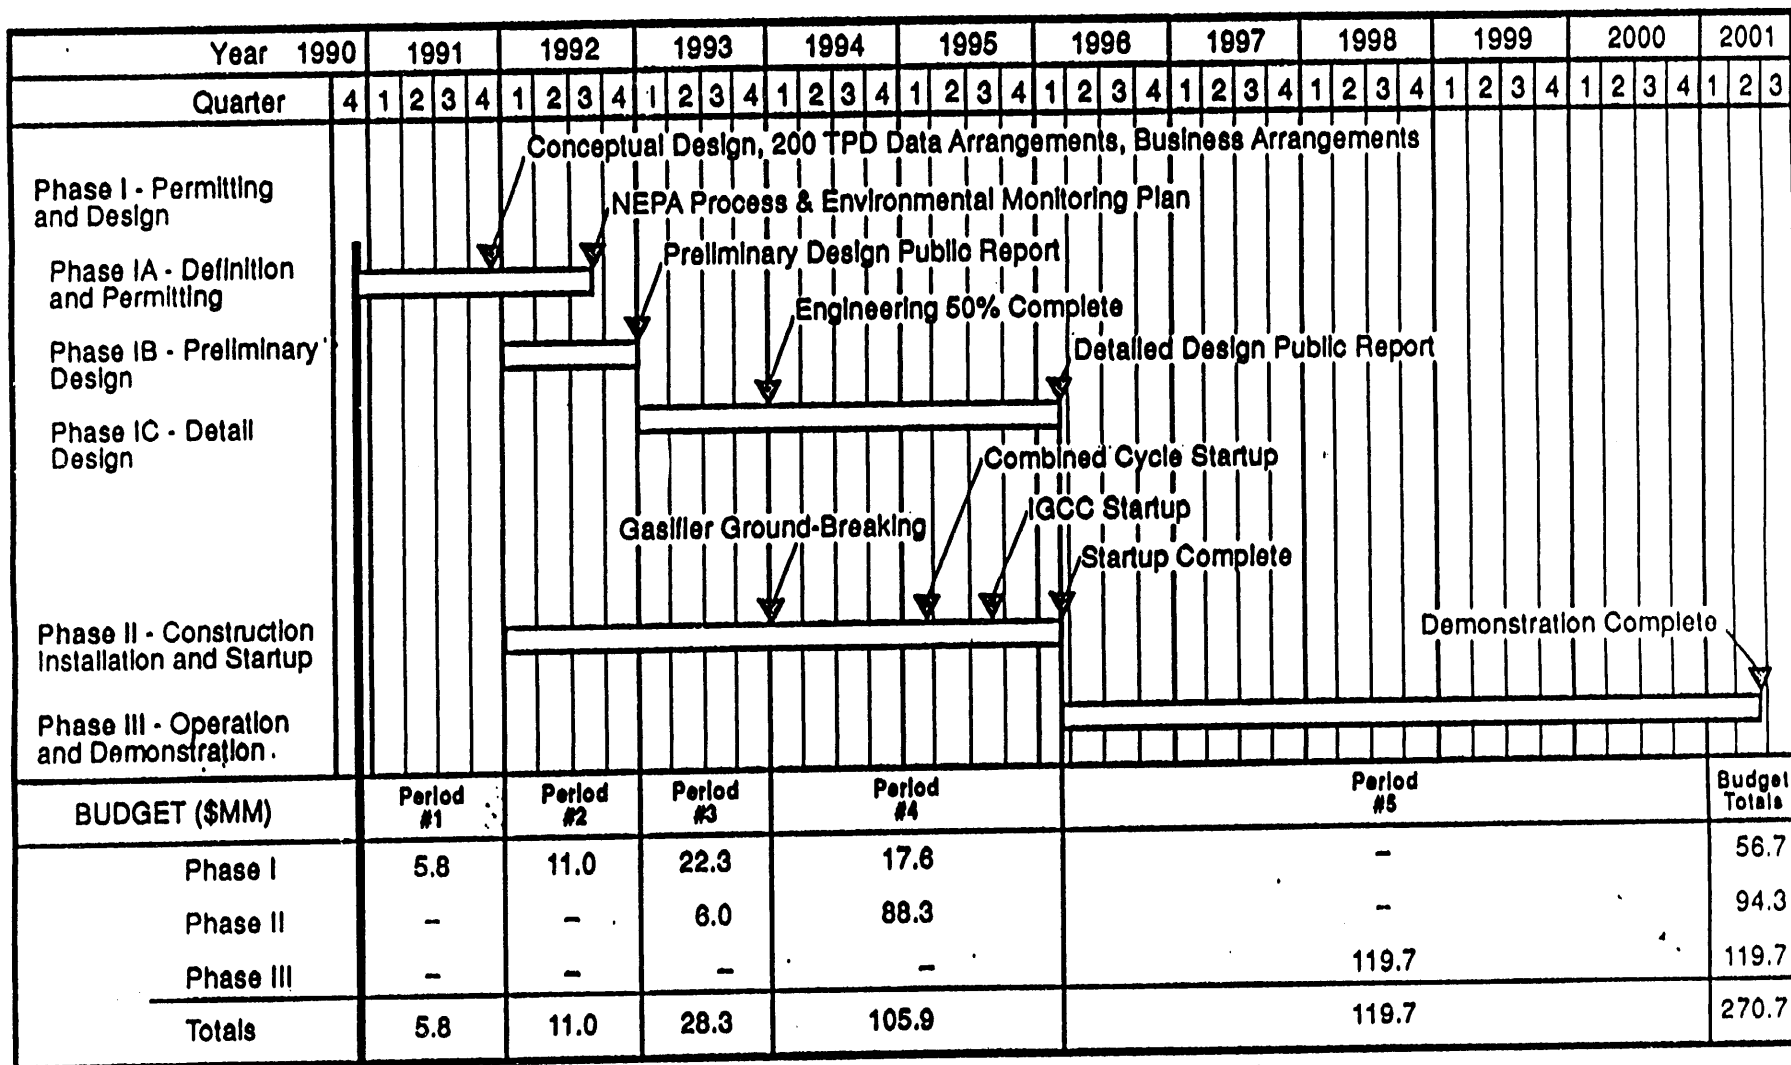 Year 1990 1991 1992 1993 1994 1995 1996 1997 1998 1999 2000 2001
Quarter 4 1 2 3 4 1 2 3 4 1 2 3 4 1 2 3 4 1 2 3 4 1 2 3 4 1 2 3 4 1 2 3 4 1 2 3 4 1 2 3 4 1 2 3
Conceptual Design, 200 TPD Data Arrangements, Business Arrangements
Phase I - Permitting
and Design
NEPA Process & Environmental Monitoring Plan
Preliminary Design Public Report
Phase IA - Definition
and Permitting
Engineering 50% Complete
Phase IB - Preliminary
Design
Detailed Design Public Report
Phase IC - Detail
Design
Combined Cycle Startup
IGCC Startup
Gasifier Ground-Breaking
Startup Complete
Phase II - Construction
Installation and Startup
Demonstration Complete
Phase III - Operation
and Demonstration
BUDGET ($MM)
Period
#1
Period
#2
Period
#3
Period
#4
Period
#5
Budget
Totals
Phase I 5.8 11.0 22.3 17.6 – 56.7
Phase II – – 6.0 88.3 – 94.3
Phase III – – – – 119.7 119.7
Totals 5.8 11.0 28.3 105.9 119.7 270.7